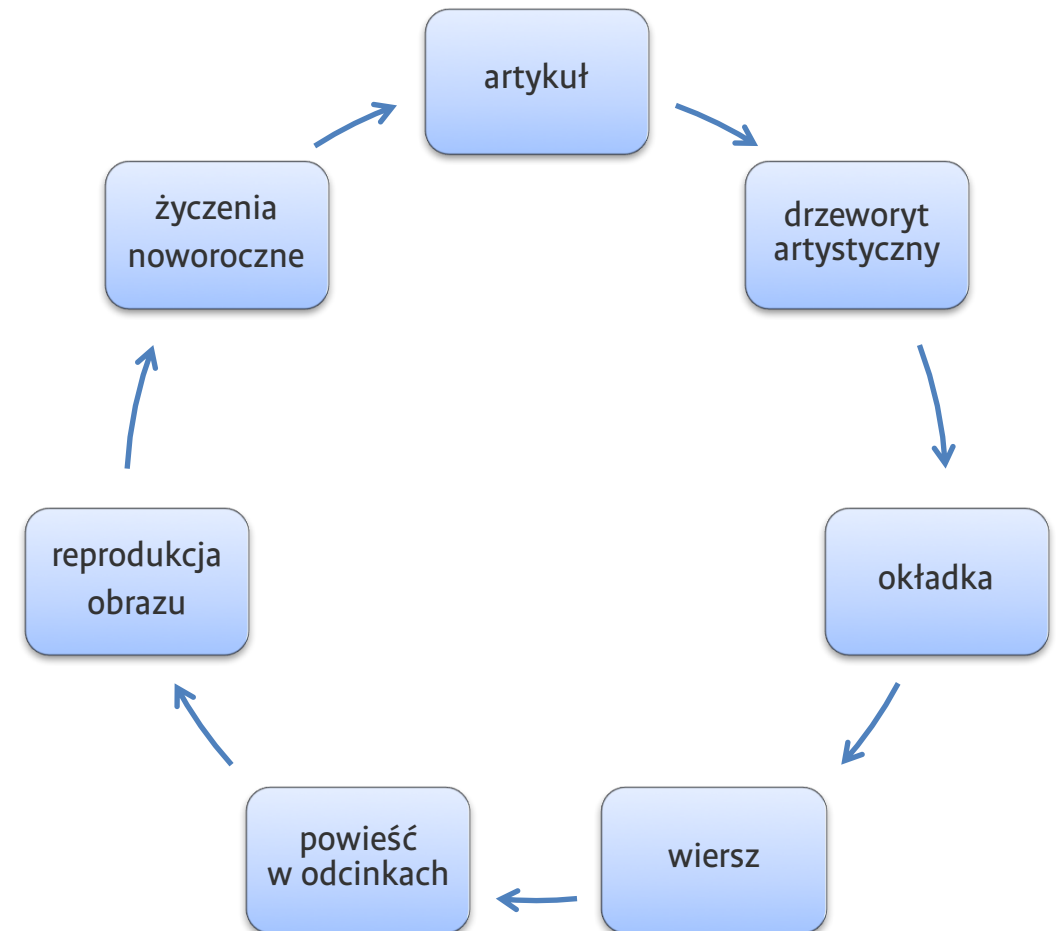 artykuł
drzeworyt
artystyczny
okładka
wiersz
powieść
w odcinkach
reprodukcja
obrazu
życzenia
noworoczne